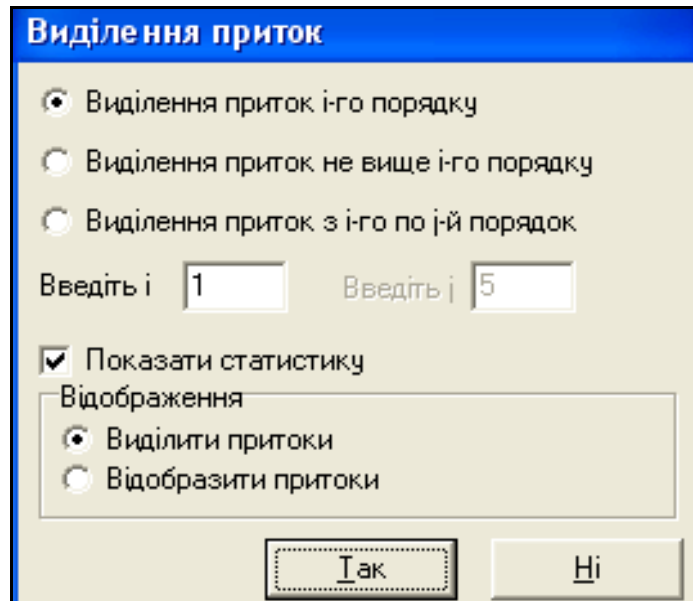 Виділення приток
Виділення приток і-го порядку
Виділення приток не вище і-го порядку
Виділення приток з і-го по j-й порядок
Введіть і 1 Введіть j 5
Показати статистику
Відображення
Виділити притоки
Відобразити притоки
Так Ні